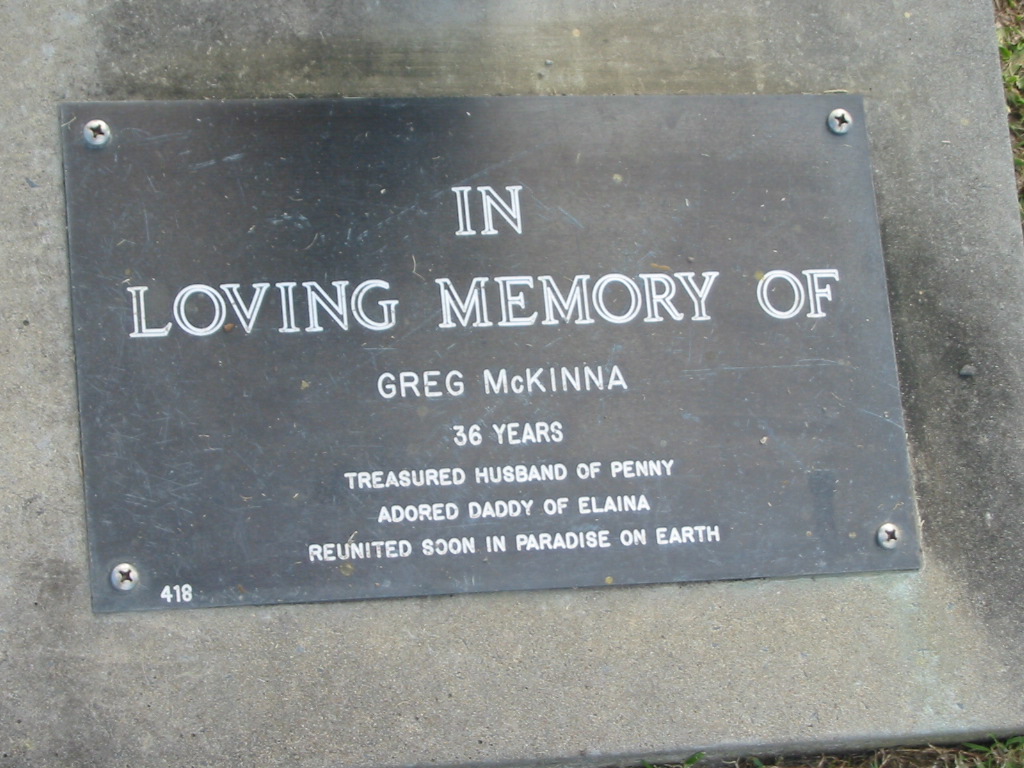 IN
LOVING MEMORY OF
GREG McKINNA
36 YEARS
TREASURED HUSBAND OF PENNY
ADORED DADDY OF ELAINA
REUNITED SOON IN PARADISE ON EARTH
418